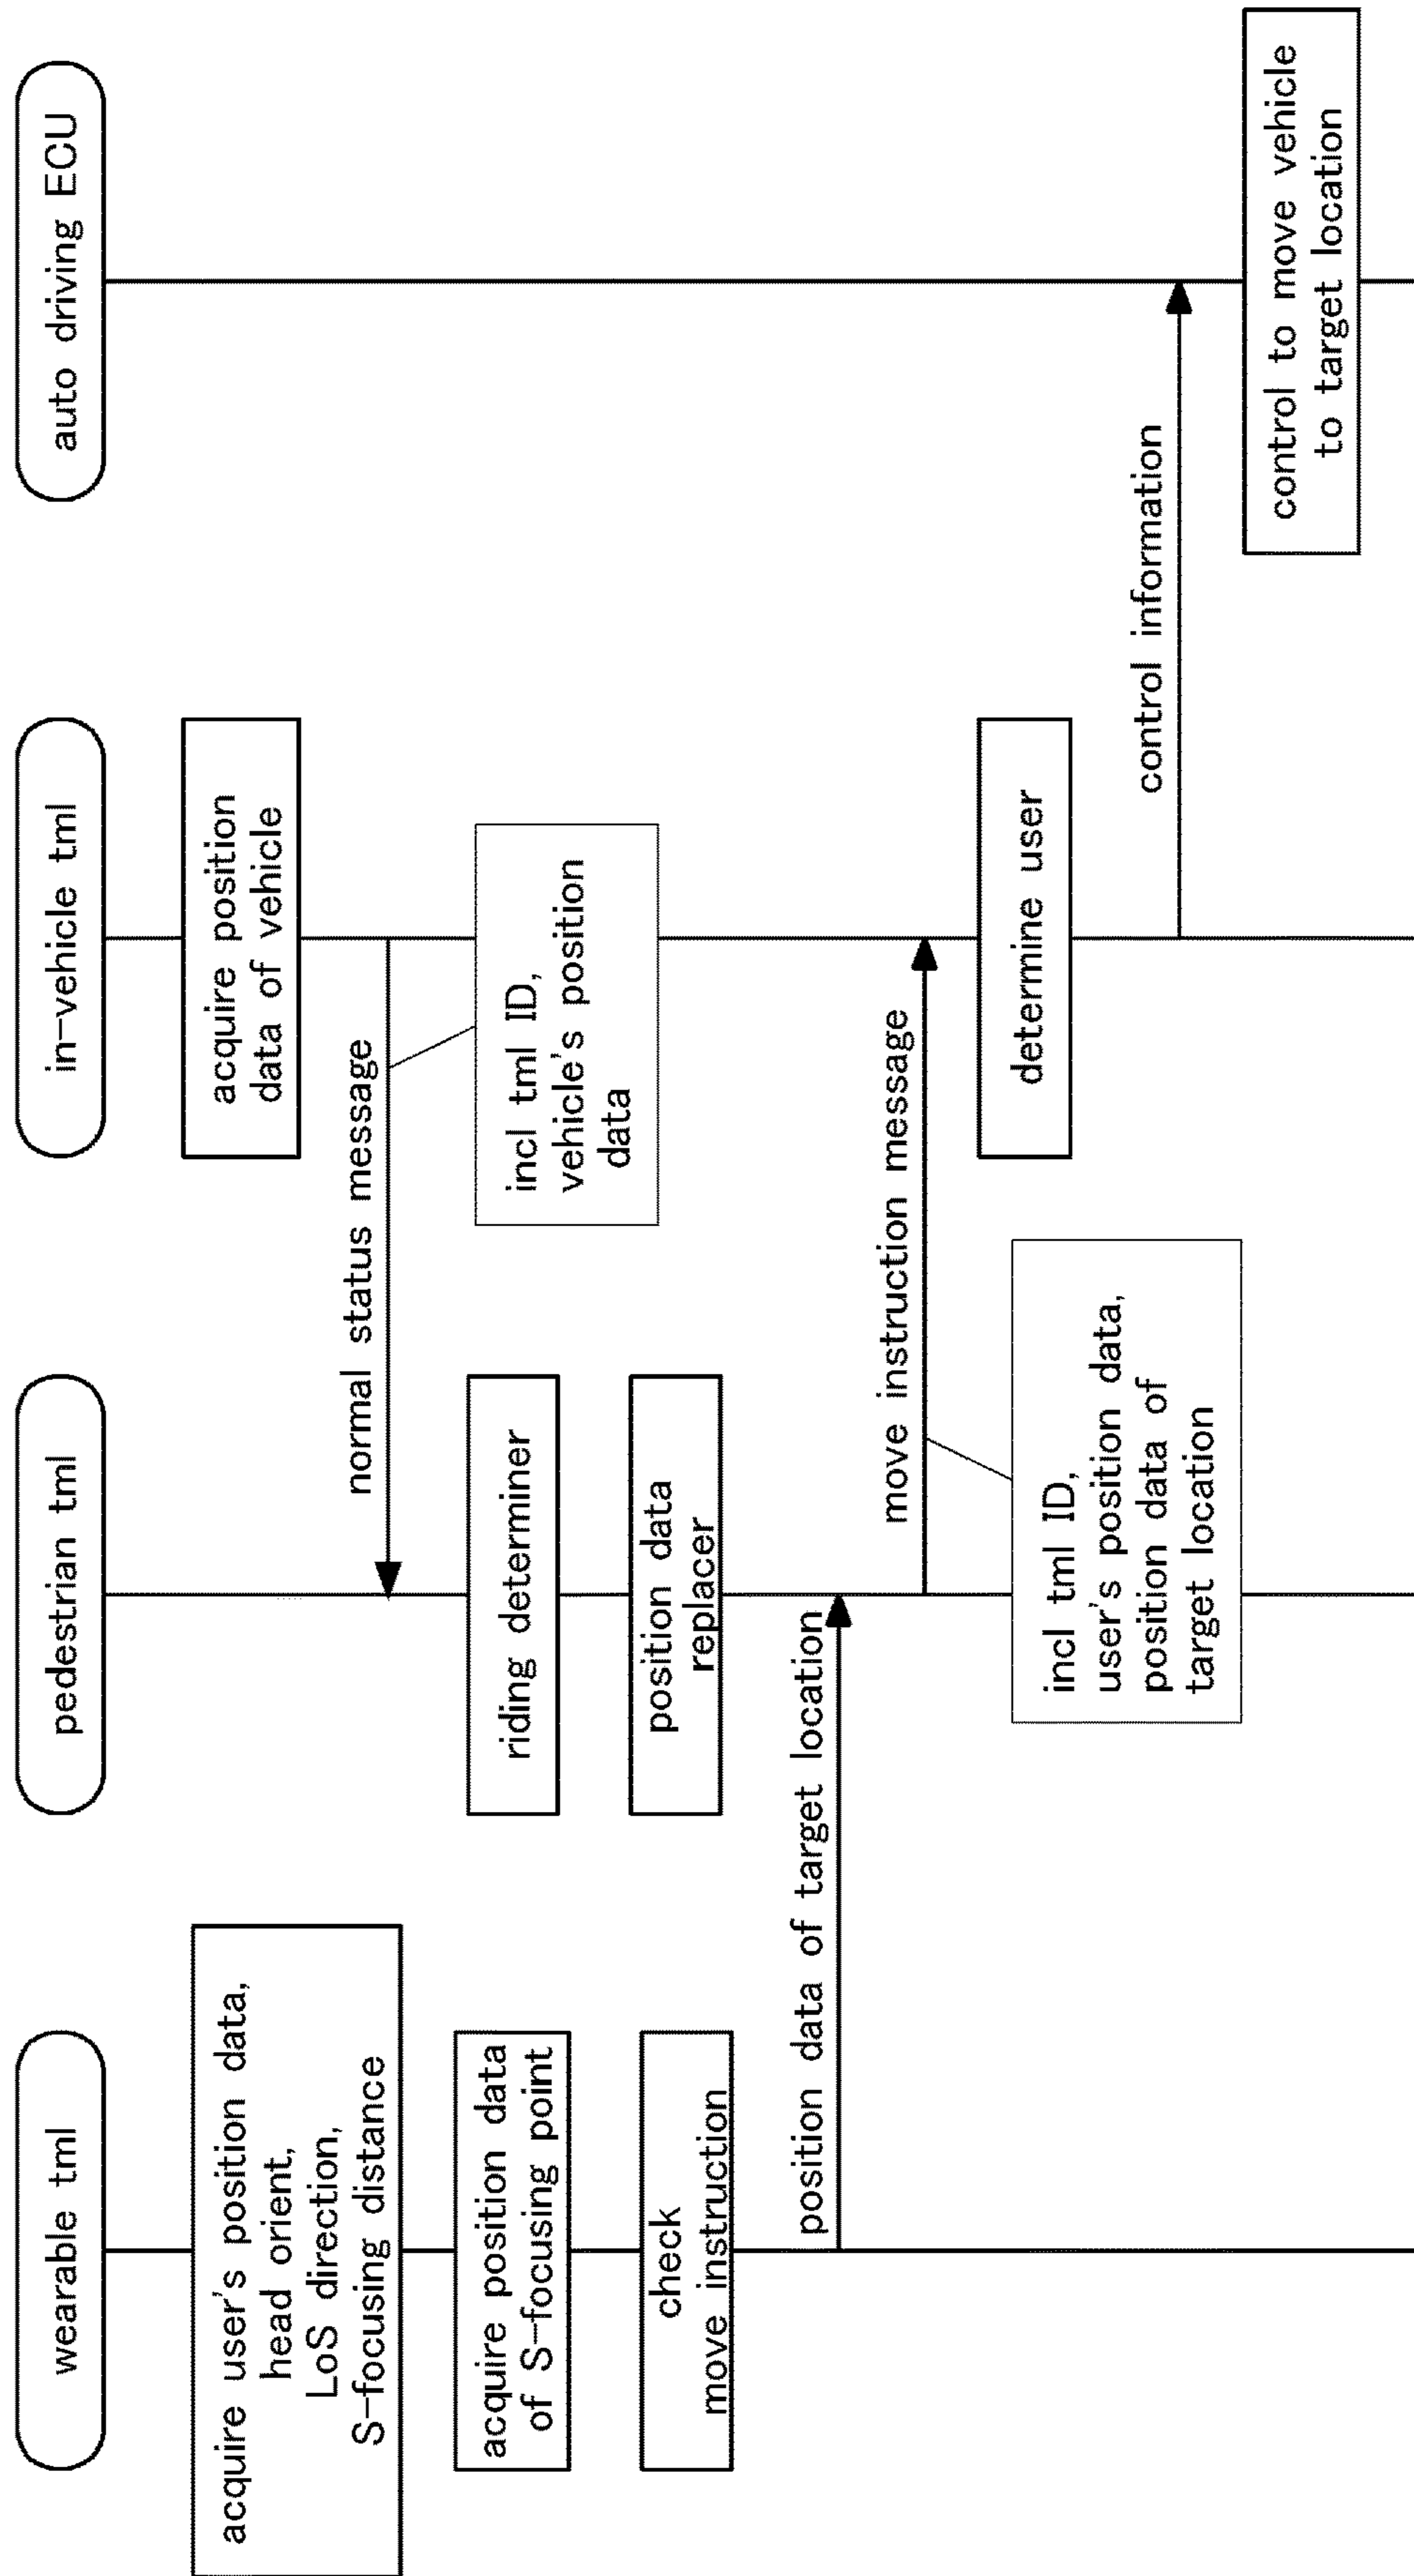 wearable tml
pedestrian tml
in-vehicle tml
auto driving ECU
acquire user's position data,
head orient,
LoS direction,
S-focusing distance
acquire position
data of vehicle
normal status message
acquire position data
of S-focusing point
riding determiner
incl tml ID,
vehicle's position
data
check
move instruction
position data
replacer
position data of target location
move instruction message
incl tml ID,
user's position data,
position data of
target location
determine user
control information
control to move vehicle
to target location